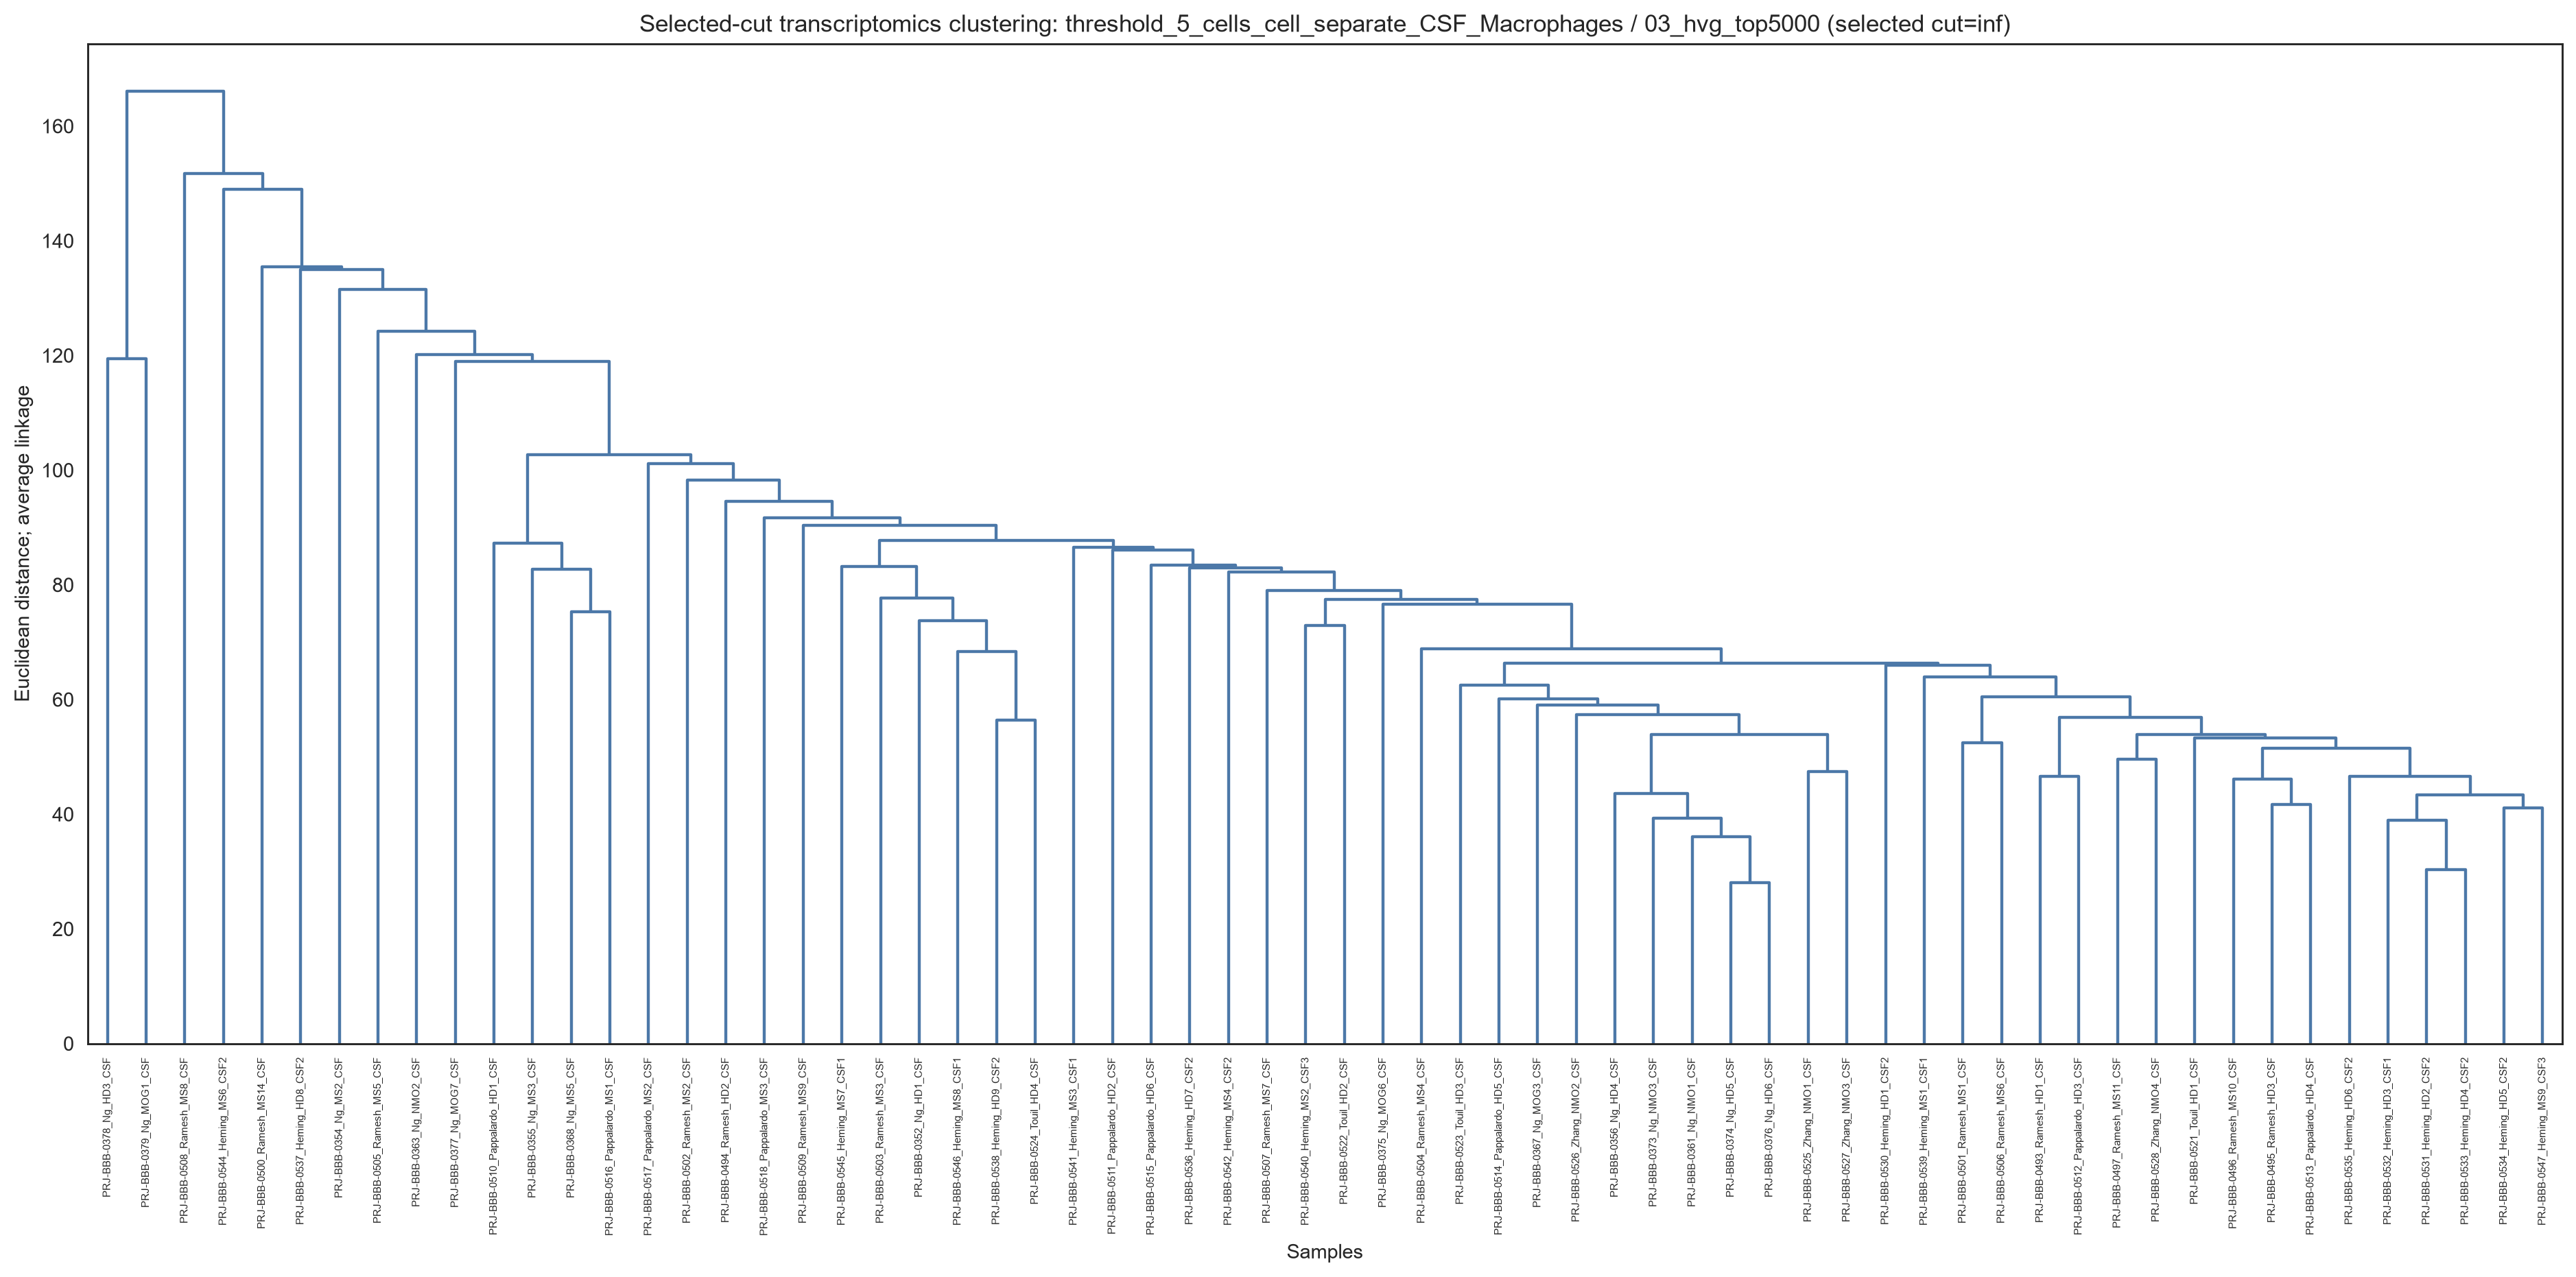 Selected-cut transcriptomics clustering: threshold_5_cells_cell_separate_CSF_Macrophages / 03_hvg_top5000 (selected cut=inf)
Euclidean distance; average linkage
160
140
120
100
80
60
40
20
0
PRJ-BBB-0378_Ng_HD3_CSF
PRJ-BBB-0379_Ng_MOG1_CSF
PRJ-BBB-0508_Ramesh_MS8_CSF
PRJ-BBB-0544_Heming_MS6_CSF2
PRJ-BBB-0500_Ramesh_MS14_CSF
PRJ-BBB-0537_Heming_HD8_CSF2
PRJ-BBB-0354_Ng_MS2_CSF
PRJ-BBB-0505_Ramesh_MS5_CSF
PRJ-BBB-0363_Ng_NMO2_CSF
PRJ-BBB-0377_Ng_MOG7_CSF
PRJ-BBB-0510_Pappalardo_HD1_CSF
PRJ-BBB-0355_Ng_MS3_CSF
PRJ-BBB-0368_Ng_MS5_CSF
PRJ-BBB-0516_Pappalardo_MS1_CSF
PRJ-BBB-0517_Pappalardo_MS2_CSF
PRJ-BBB-0502_Ramesh_MS2_CSF
PRJ-BBB-0494_Ramesh_HD2_CSF
PRJ-BBB-0518_Pappalardo_MS3_CSF
PRJ-BBB-0509_Ramesh_MS9_CSF
PRJ-BBB-0545_Heming_MS7_CSF1
PRJ-BBB-0503_Ramesh_MS3_CSF
PRJ-BBB-0352_Ng_HD1_CSF
PRJ-BBB-0546_Heming_MS8_CSF1
PRJ-BBB-0538_Heming_HD9_CSF2
PRJ-BBB-0524_Touil_HD4_CSF
PRJ-BBB-0541_Heming_MS3_CSF1
PRJ-BBB-0511_Pappalardo_HD2_CSF
PRJ-BBB-0515_Pappalardo_HD6_CSF
PRJ-BBB-0536_Heming_HD7_CSF2
PRJ-BBB-0542_Heming_MS4_CSF2
PRJ-BBB-0507_Ramesh_MS7_CSF
PRJ-BBB-0540_Heming_MS2_CSF3
PRJ-BBB-0522_Touil_HD2_CSF
PRJ-BBB-0375_Ng_MOG6_CSF
PRJ-BBB-0504_Ramesh_MS4_CSF
PRJ-BBB-0523_Touil_HD3_CSF
PRJ-BBB-0514_Pappalardo_HD5_CSF
PRJ-BBB-0367_Ng_MOG3_CSF
PRJ-BBB-0526_Zhang_NMO2_CSF
PRJ-BBB-0356_Ng_HD4_CSF
PRJ-BBB-0373_Ng_NMO3_CSF
PRJ-BBB-0361_Ng_NMO1_CSF
PRJ-BBB-0374_Ng_HD5_CSF
PRJ-BBB-0376_Ng_HD6_CSF
PRJ-BBB-0525_Zhang_NMO1_CSF
PRJ-BBB-0527_Zhang_NMO3_CSF
PRJ-BBB-0530_Heming_HD1_CSF2
PRJ-BBB-0539_Heming_MS1_CSF1
PRJ-BBB-0501_Ramesh_MS1_CSF
PRJ-BBB-0506_Ramesh_MS6_CSF
PRJ-BBB-0493_Ramesh_HD1_CSF
PRJ-BBB-0512_Pappalardo_HD3_CSF
PRJ-BBB-0497_Ramesh_MS11_CSF
PRJ-BBB-0528_Zhang_NMO4_CSF
PRJ-BBB-0521_Touil_HD1_CSF
PRJ-BBB-0496_Ramesh_MS10_CSF
PRJ-BBB-0495_Ramesh_HD3_CSF
PRJ-BBB-0513_Pappalardo_HD4_CSF
PRJ-BBB-0535_Heming_HD6_CSF2
PRJ-BBB-0532_Heming_HD3_CSF1
PRJ-BBB-0531_Heming_HD2_CSF2
PRJ-BBB-0533_Heming_HD4_CSF2
PRJ-BBB-0534_Heming_HD5_CSF2
PRJ-BBB-0547_Heming_MS9_CSF3
Samples